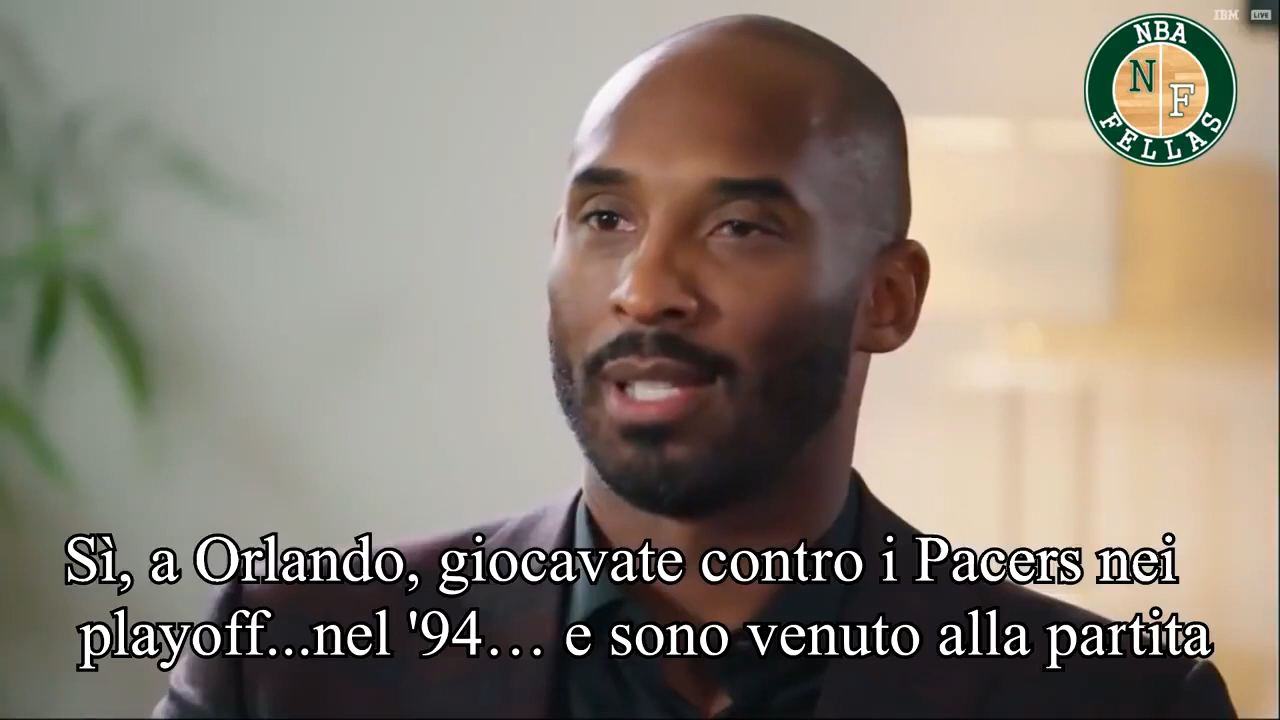 IBM LIVE
NBA
N F
FELLAS
Sì, a Orlando, giocavate contro i Pacers nei
playoff...nel '94… e sono venuto alla partita